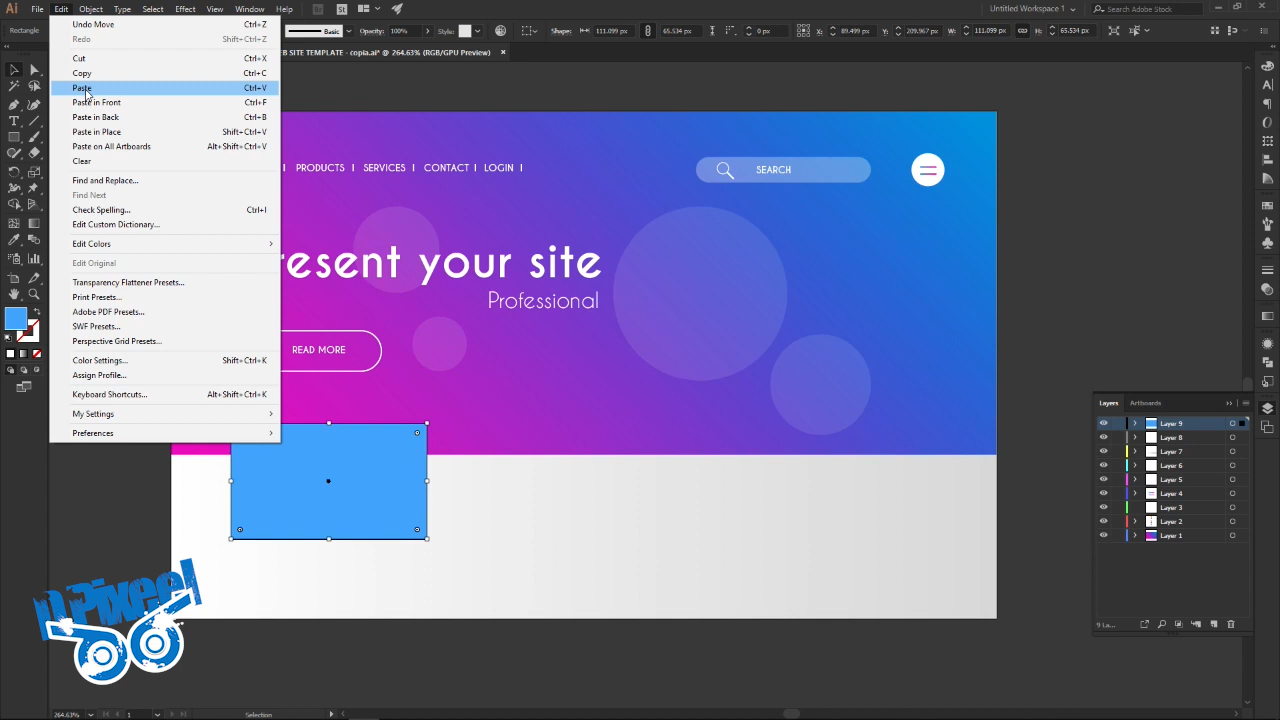 Ai File Edit Object Type Select Effect View Window Help Br St Untitled Workspace 1 Search Adobe Stock
Rectangle Basic Opacity: 100% Style: Shape: 111.099 px 65.534 px 0 px X: 89.499 px Y: 209.967 px W: 111.099 px H: 65.534 px
EB SITE TEMPLATE - copia.ai* @ 264.63% (RGB/GPU Preview) ×
Undo Move Ctrl+Z
Redo Shift+Ctrl+Z
Cut Ctrl+X
Copy Ctrl+C
Paste Ctrl+V
Paste in Front Ctrl+F
Paste in Back Ctrl+B
Paste in Place Shift+Ctrl+V
Paste on All Artboards Alt+Shift+Ctrl+V
Clear
Find and Replace...
Find Next
Check Spelling... Ctrl+I
Edit Custom Dictionary...
Edit Colors
Edit Original
Transparency Flattener Presets...
Print Presets...
Adobe PDF Presets...
SWF Presets...
Perspective Grid Presets...
Color Settings... Shift+Ctrl+K
Assign Profile...
Keyboard Shortcuts... Alt+Shift+Ctrl+K
My Settings
Preferences
PRODUCTS SERVICES CONTACT LOGIN SEARCH
resent your site
Professional
READ MORE
Layers Artboards
Layer 9
Layer 8
Layer 7
Layer 6
Layer 5
Layer 4
Layer 3
Layer 2
Layer 1
9 La...
Pixeel
264.63% 1 Selection